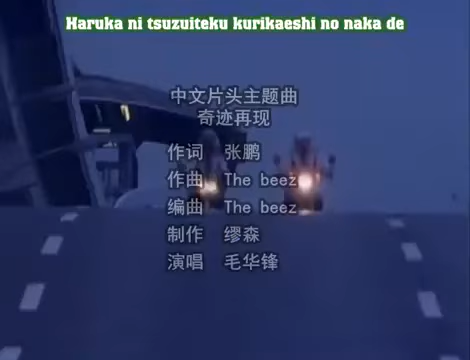 Haruka ni tsuzuiteku kurikaeshi no naka de
中文片头主题曲
奇迹再现
作词 张鹏
作曲 The beez
编曲 The beez
制作 缪森
演唱 毛华锋